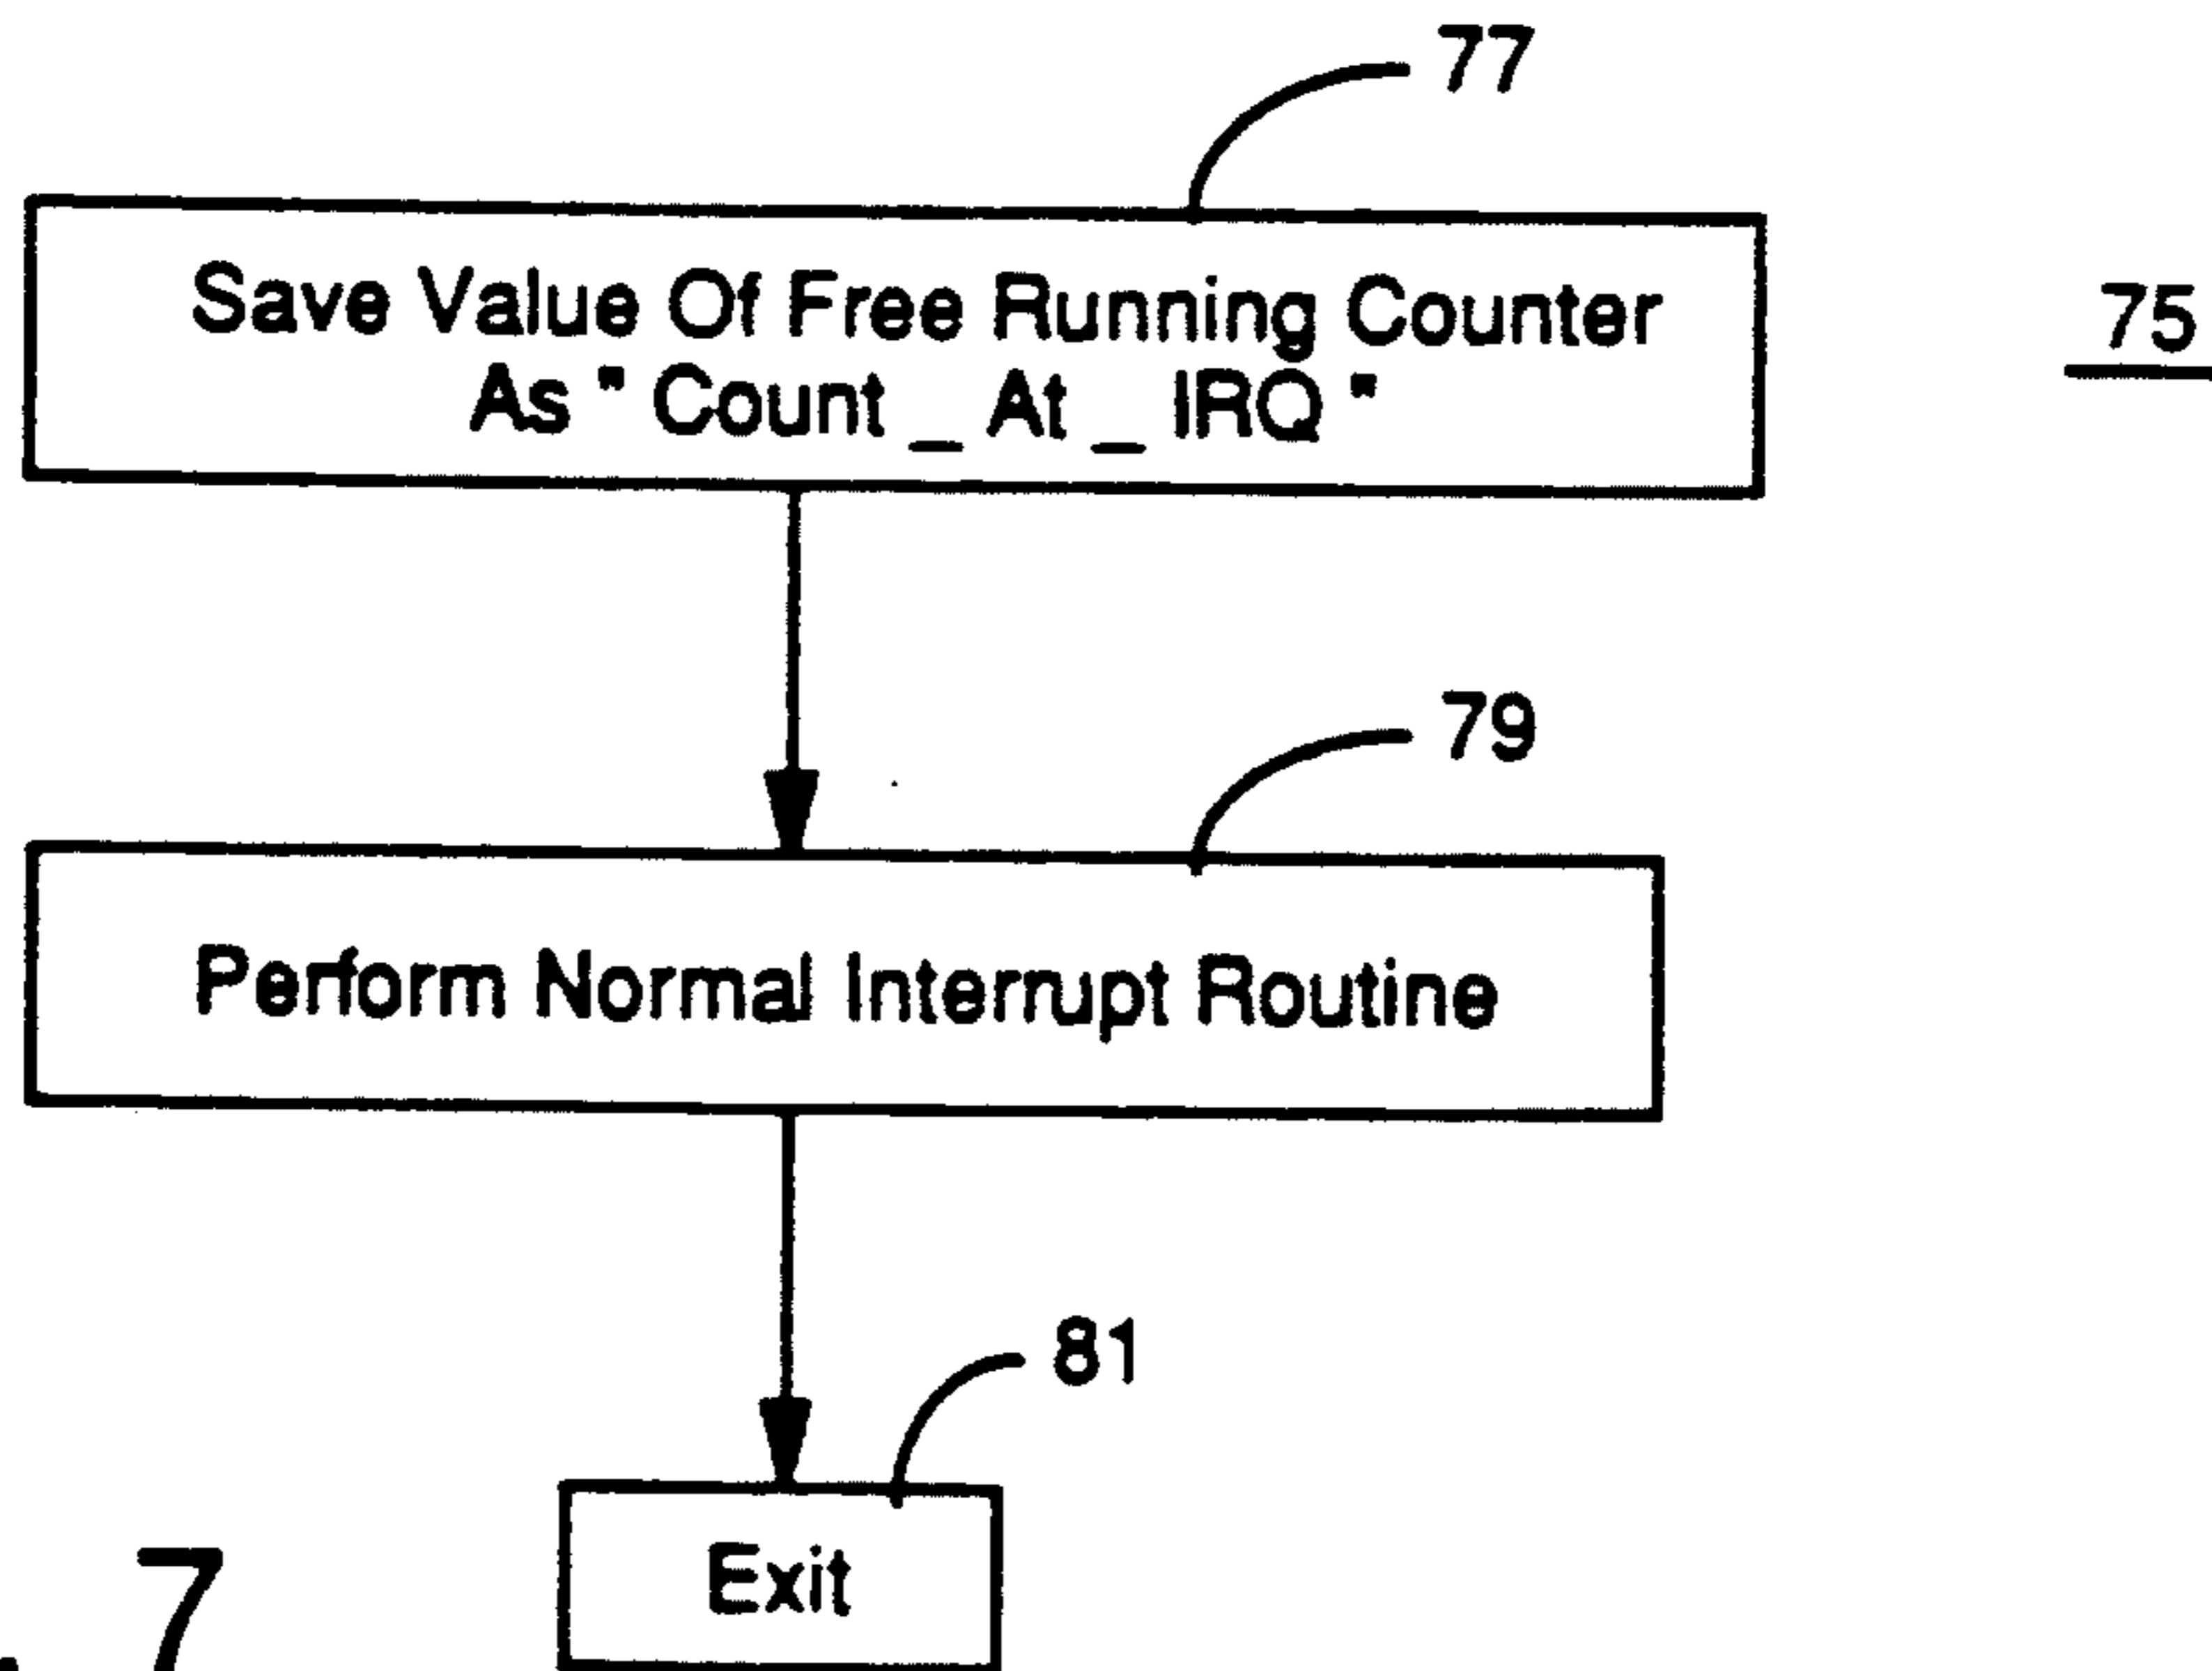 77
Save Value Of Free Running Counter
As " Count _ At _ IRQ "
75
79
Perform Normal Interrupt Routine
81
Exit
7